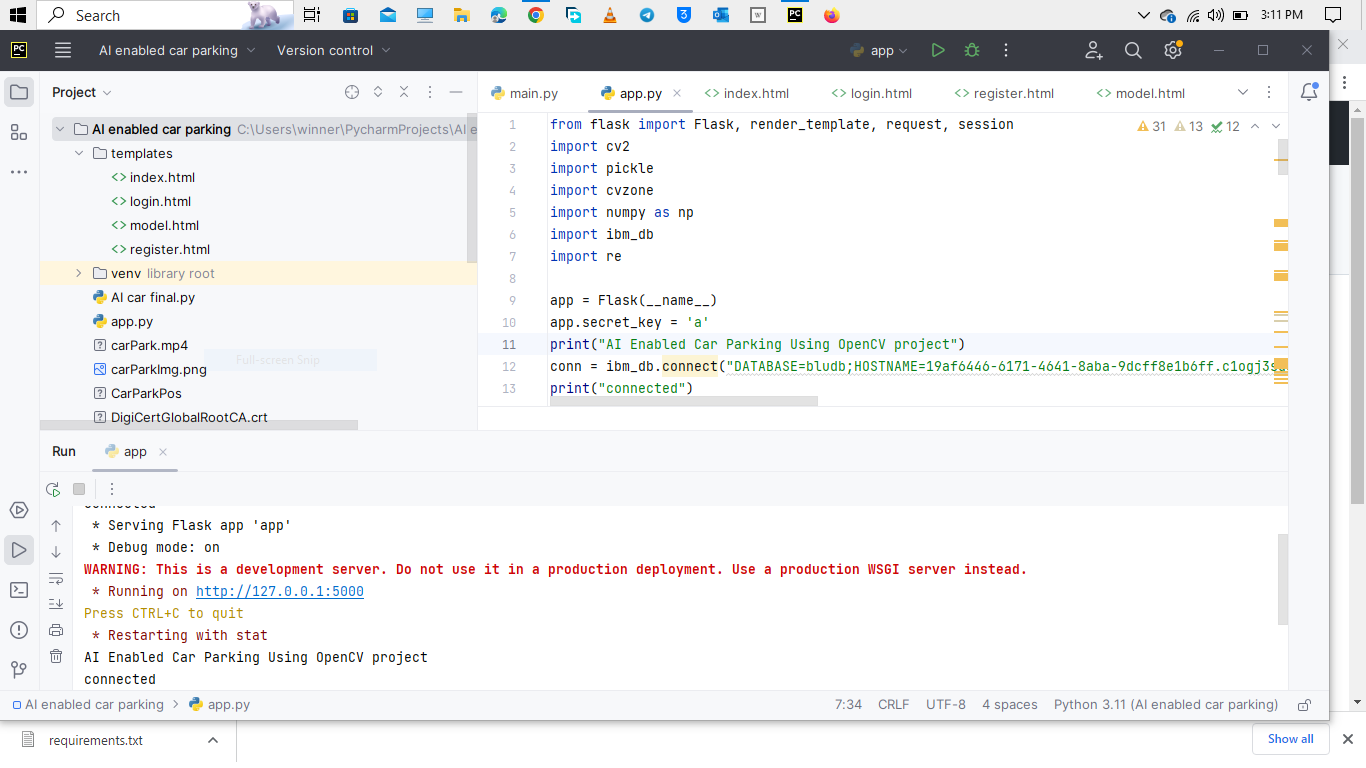 Search
3:11 PM
PC
AI enabled car parking
Version control
app
Project
main.py
app.py
index.html
login.html
register.html
model.html
AI enabled car parking C:\Users\winner\PycharmProjects\AI e
templates
index.html
login.html
model.html
register.html
venv library root
AI car final.py
app.py
carPark.mp4
Full-screen Snip
carParkImg.png
CarParkPos
DigiCertGlobalRootCA.crt
31 13 12
1 from flask import Flask, render_template, request, session
2 import cv2
3 import pickle
4 import cvzone
5 import numpy as np
6 import ibm_db
7 import re
8
9 app = Flask(__name__)
10 app.secret_key = 'a'
11 print("AI Enabled Car Parking Using OpenCV project")
12 conn = ibm_db.connect("DATABASE=bludb;HOSTNAME=19af6446-6171-4641-8aba-9dcff8e1b6ff.c1ogj3s
13 print("connected")
Run
app
connected
* Serving Flask app 'app'
* Debug mode: on
WARNING: This is a development server. Do not use it in a production deployment. Use a production WSGI server instead.
* Running on http://127.0.0.1:5000
Press CTRL+C to quit
* Restarting with stat
AI Enabled Car Parking Using OpenCV project
connected
AI enabled car parking > app.py
7:34 CRLF UTF-8 4 spaces Python 3.11 (AI enabled car parking)
requirements.txt
Show all